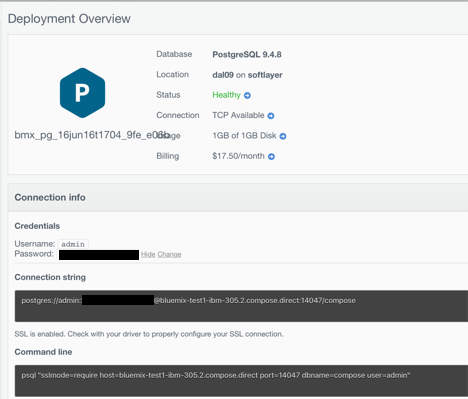 Deployment Overview
Database PostgreSQL 9.4.8
Location dal09 on softlayer
Status Healthy
P
Connection TCP Available
bmx_pg_16jun16t1704_9fe_e06b
Usage 1GB of 1GB Disk
Billing $17.50/month
Connection info
Credentials
Username: admin
Password: Hide Change
Connection string
postgres://admin: @bluemix-test1-ibm-305.2.compose.direct:14047/compose
SSL is enabled. Check with your driver to properly configure your SSL connection.
Command line
psql "sslmode=require host=bluemix-test1-ibm-305.2.compose.direct port=14047 dbname=compose user=admin"